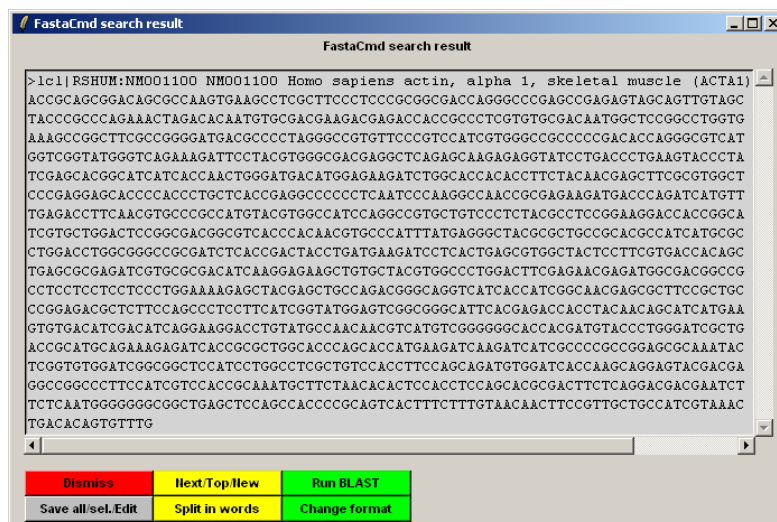 FastaCmd search result
FastaCmd search result
>lcl|RSHUM:NM001100 NM001100 Homo sapiens actin, alpha 1, skeletal muscle (ACTA1)
ACCGCAGCGGACAGCGCCAAGTGAAGCCTCGCTTCCCTCCCGCGGCGACCAGGGCCCGAGCCGAGAGTAGCAGTTGTAGC
TACCCGCCCAGAAACTAGACACAATGTGCGACGAAGACGAGACCACCGCCCTCGTGTGCGACAATGGCTCCGGCCTGGTG
AAAGCCGGCTTCGCCGGGGATGACGCCCCTAGGGCCGTGTTCCCGTCCATCGTGGGCCGCCCCCGACACCAGGGCGTCAT
GGTCGGTATGGGTCAGAAAGATTCCTACGTGGGCGACGAGGCTCAGAGCAAGAGAGGTATCCTGACCCTGAAGTACCCTA
TCGAGCACGGCATCATCACCAACTGGGATGACATGGAGAAGATCTGGCACCACACCTTCTACAACGAGCTTCGCGTGGCT
CCCGAGGAGCACCCCACCCTGCTCACCGAGGCCCCCCTCAATCCCAAGGCCAACCGCGAGAAGATGACCCAGATCATGTT
TGAGACCTTCAACGTGCCCGCCATGTACGTGGCCATCCAGGCCGTGCTGTCCCTCTACGCCTCCGGAAGGACCACCGGCA
TCGTGCTGGACTCCGGCGACGGCGTCACCCACAACGTGCCCATTTATGAGGGCTACGCGCTGCCGCACGCCATCATGCGC
CTGGACCTGGCGGGCCGCGATCTCACCGACTACCTGATGAAGATCCTCACTGAGCGTGGCTACTCCTTCGTGACCACAGC
TGAGCGCGAGATCGTGCGCGACATCAAGGAGAAGCTGTGCTACGTGGCCCTGGACTTCGAGAACGAGATGGCGACGGCCG
CCTCCTCCTCCTCCCTGGAAAAGAGCTACGAGCTGCCAGACGGGCAGGTCATCACCATCGGCAACGAGCGCTTCCGCTGC
CCGGAGACGCTCTTCCAGCCCTCCTTCATCGGTATGGAGTCGGCGGGCATTCACGAGACCACCTACAACAGCATCATGAA
GTGTGACATCGACATCAGGAAGGACCTGTATGCCAACAACGTCATGTCGGGGGGCACCACGATGTACCCTGGGATCGCTG
ACCGCATGCAGAAAGAGATCACCGCGCTGGCACCCAGCACCATGAAGATCAAGATCATCGCCCCGCCGGAGCGCAAATAC
TCGGTGTGGATCGGCGGCTCCATCCTGGCCTCGCTGTCCACCTTCCAGCAGATGTGGATCACCAAGCAGGAGTACGACGA
GGCCGGCCCTTCCATCGTCCACCGCAAATGCTTCTAACACACTCCACCTCCAGCACGCGACTTCTCAGGACGACGAATCT
TCTCAATGGGGGGGCGGCTGAGCTCCAGCCACCCCGCAGTCACTTTCTTTGTAACAACTTCCGTTGCTGCCATCGTAAAC
TGACACAGTGTTTG
Dismiss Next/Top/New Run BLAST
Save all/sel./Edit Split in words Change format